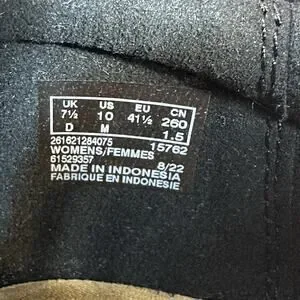 UK US EU CN
7½ 10 41½ 260
D M 1.5
261621284075 15762
WOMENS/FEMMES
61529357 8/22
MADE IN INDONESIA
FABRIQUE EN INDONESIE